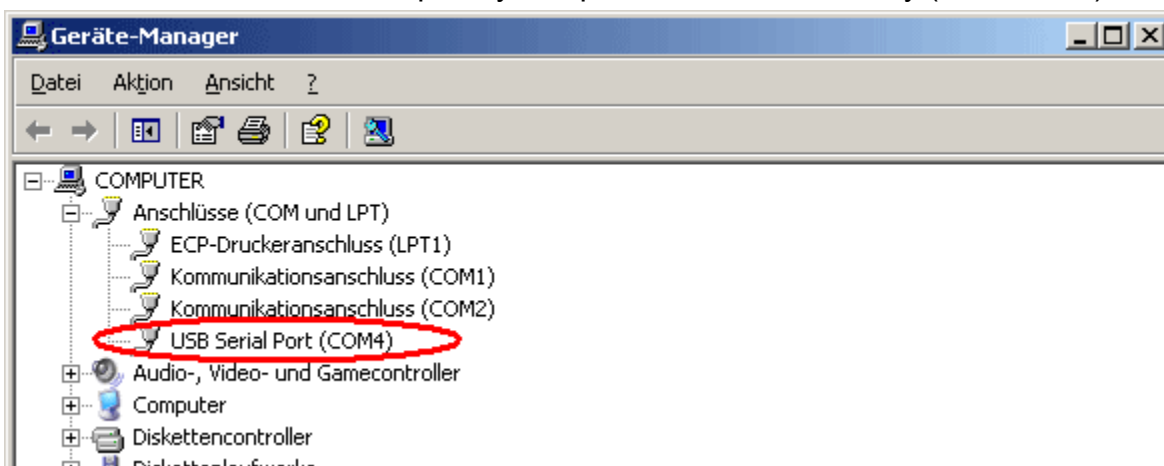 Geräte-Manager
Datei Aktion Ansicht ?
COMPUTER
Anschlüsse (COM und LPT)
ECP-Druckeranschluss (LPT1)
Kommunikationsanschluss (COM1)
Kommunikationsanschluss (COM2)
USB Serial Port (COM4)
Audio-, Video- und Gamecontroller
Computer
Diskettencontroller